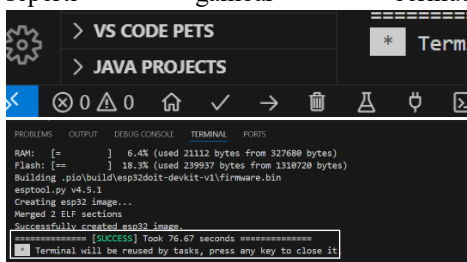 seperti gambar
> VS CODE PETS
> JAVA PROJECTS
==========
* Term
0 0
PROBLEMS OUTPUT DEBUG CONSOLE TERMINAL PORTS
RAM: [= ] 6.4% (used 21112 bytes from 327680 bytes)
Flash: [== ] 18.3% (used 239937 bytes from 1310720 bytes)
Building .pio\build\esp32doit-devkit-v1\firmware.bin
esptool.py v4.5.1
Creating esp32 image...
Merged 2 ELF sections
Successfully created esp32 image.
============== [SUCCESS] Took 76.67 seconds ==============
* Terminal will be reused by tasks, press any key to close it